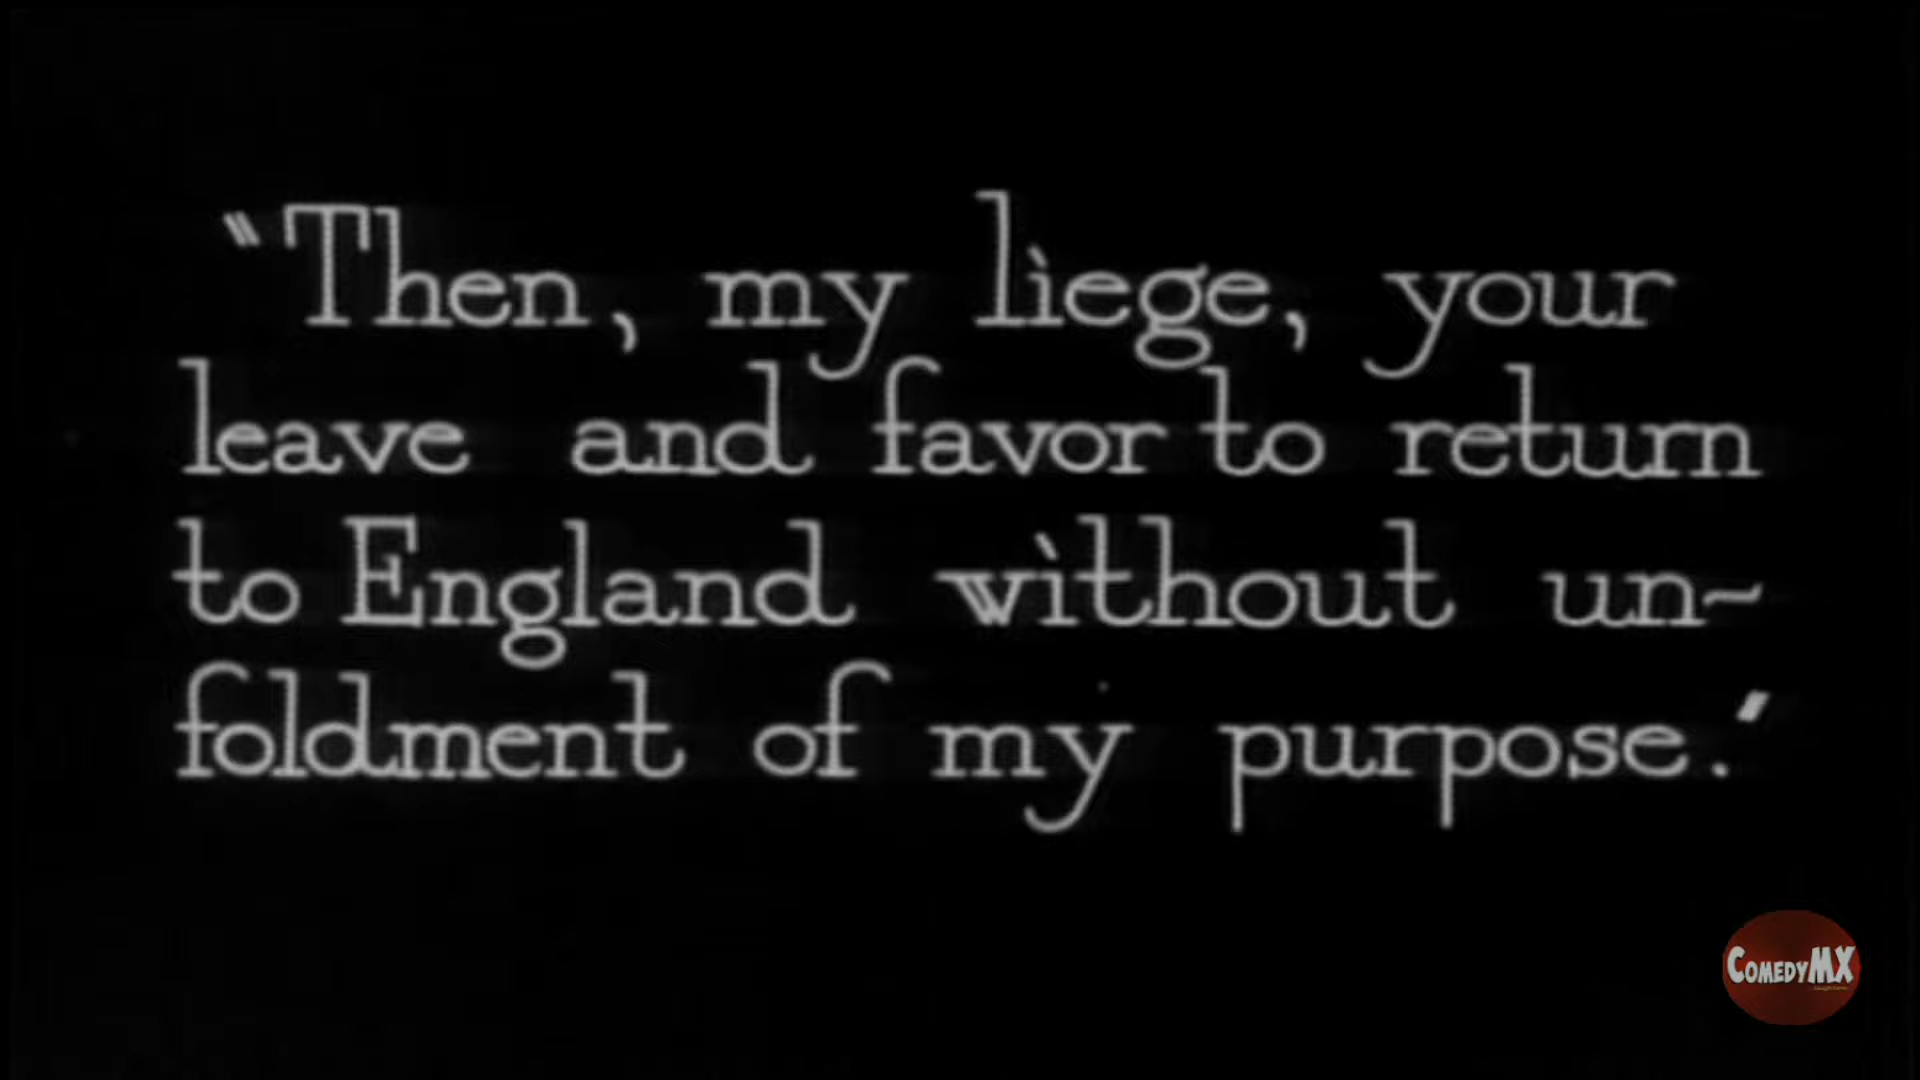 "Then, my liege, your
leave and favor to return
to England without un-
foldment of my purpose."
COMEDYMX